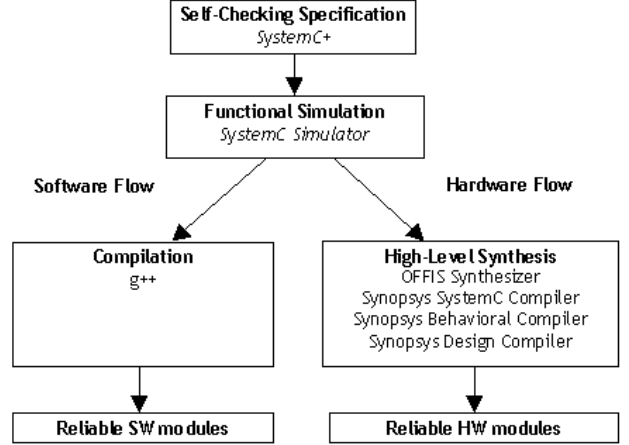 Self-Checking Specification
SystemC+
Functional Simulation
SystemC Simulator
Software Flow
Hardware Flow
Compilation
g++
High-Level Synthesis
OFFIS Synthesizer
Synopsys SystemC Compiler
Synopsys Behavioral Compiler
Synopsys Design Compiler
Reliable SW modules
Reliable HW modules